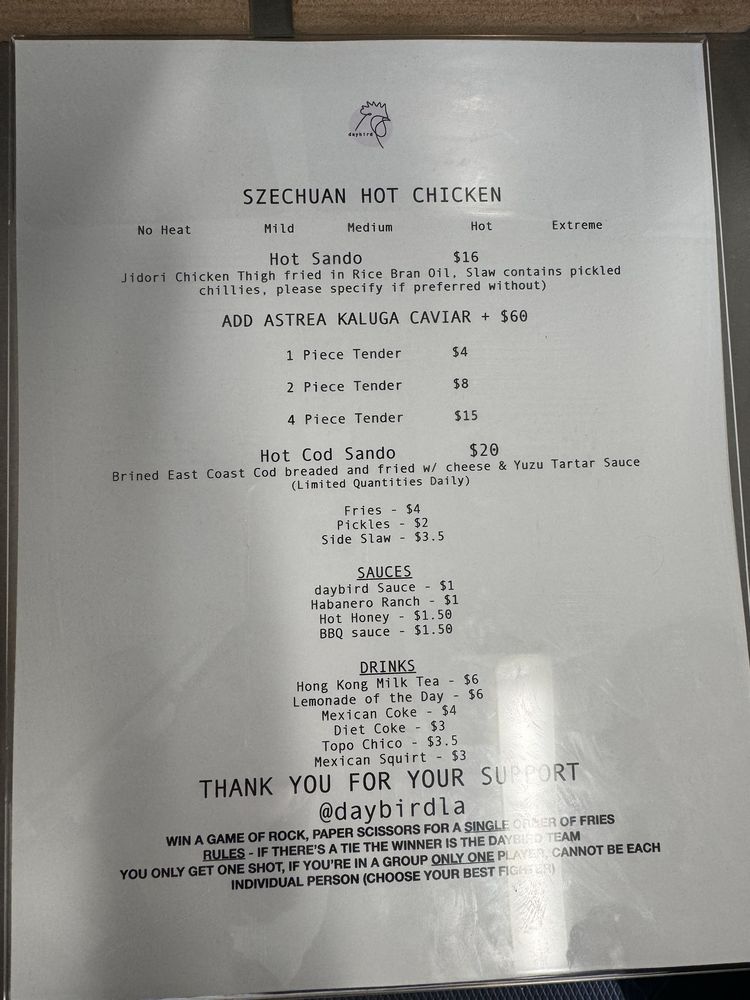 daybird
SZECHUAN HOT CHICKEN
No Heat Mild Medium Hot Extreme
Hot Sando $16
Jidori Chicken Thigh fried in Rice Bran Oil, Slaw contains pickled
chillies, please specify if preferred without)
ADD ASTREA KALUGA CAVIAR + $60
1 Piece Tender $4
2 Piece Tender $8
4 Piece Tender $15
Hot Cod Sando $20
Brined East Coast Cod breaded and fried w/ cheese & Yuzu Tartar Sauce
(Limited Quantities Daily)
Fries - $4
Pickles - $2
Side Slaw - $3.5
SAUCES
daybird Sauce - $1
Habanero Ranch - $1
Hot Honey - $1.50
BBQ sauce - $1.50
DRINKS
Hong Kong Milk Tea - $6
Lemonade of the Day - $6
Mexican Coke - $4
Diet Coke - $3
Topo Chico - $3.5
Mexican Squirt - $3
THANK YOU FOR YOUR SUPPORT
@daybirdla
WIN A GAME OF ROCK, PAPER SCISSORS FOR A SINGLE ORDER OF FRIES
RULES - IF THERE'S A TIE THE WINNER IS THE DAYBIRD TEAM
YOU ONLY GET ONE SHOT, IF YOU'RE IN A GROUP ONLY ONE PLAYER, CANNOT BE EACH
INDIVIDUAL PERSON (CHOOSE YOUR BEST FIGHTER)